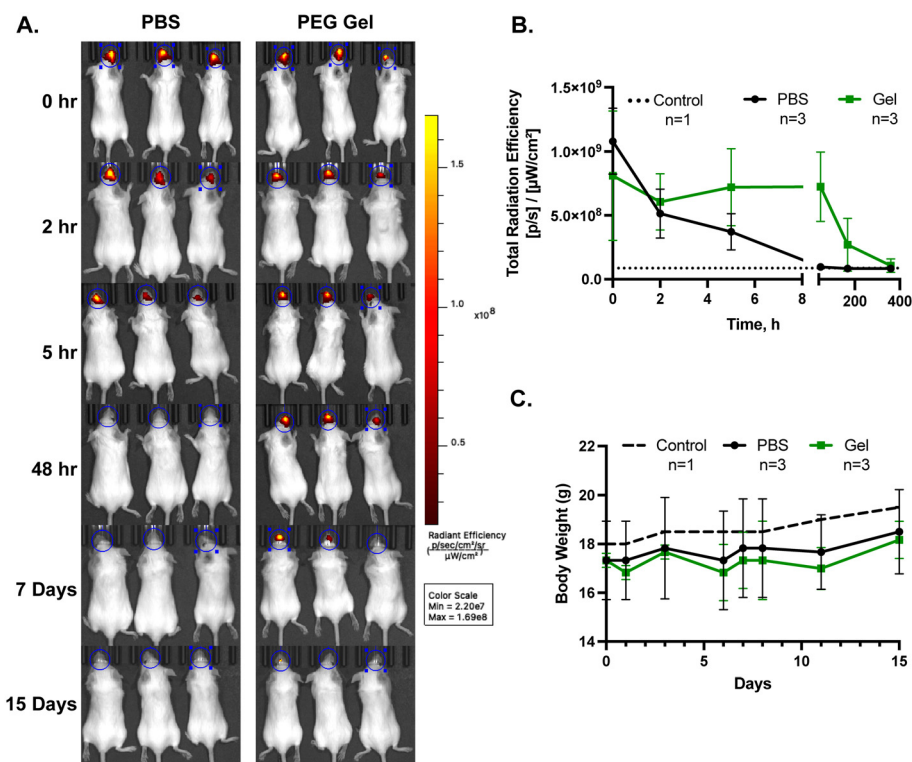 A.
PBS
PEG Gel
0 hr
2 hr
5 hr
48 hr
7 Days
15 Days
1.5
1.0
x10⁸
0.5
Radiant Efficiency
(p/sec/cm²/sr / µW/cm²)
Color Scale
Min = 2.20e7
Max = 1.69e8
B.
Total Radiation Efficiency
[p/s] / [µW/cm²]
1.5×10⁹
1.0×10⁹
5.0×10⁸
0.0
Control
n=1
PBS
n=3
Gel
n=3
0 2 4 6 8 200 400
Time, h
C.
Body Weight (g)
22
20
18
16
14
Control
n=1
PBS
n=3
Gel
n=3
0 5 10 15
Days